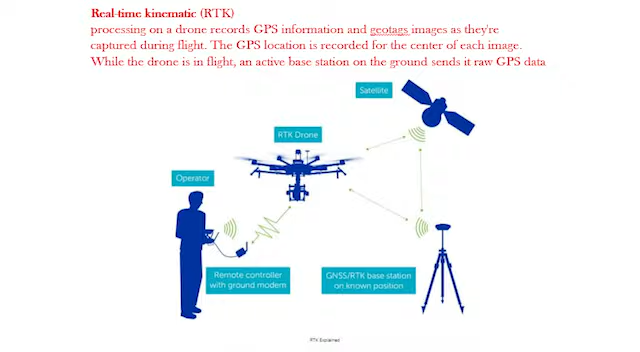 Real-time kinematic (RTK)
processing on a drone records GPS information and geotags images as they're
captured during flight. The GPS location is recorded for the center of each image.
While the drone is in flight, an active base station on the ground sends it raw GPS data
Satellite
RTK Drone
Operator
Remote controller
with ground modem
GNSS/RTK base station
on known position
RTK Explained